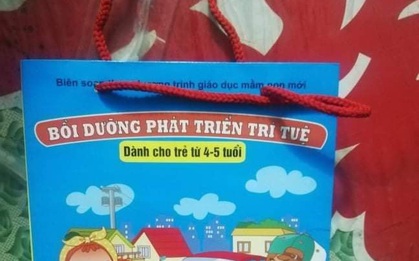 Biên soạn trình giáo dục mầm non mới
BỒI DƯỠNG PHÁT TRIỂN TRÍ TUỆ
Dành cho trẻ từ 4-5 tuổi